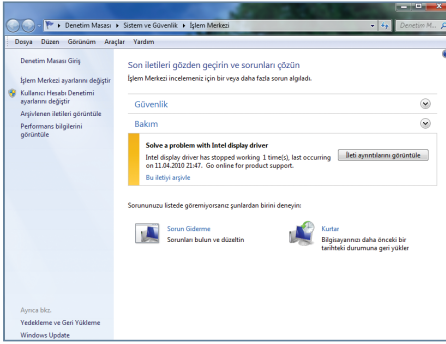 Denetim Masası ▸ Sistem ve Güvenlik ▸ İşlem Merkezi
Denetim M...
Dosya Düzen Görünüm Araçlar Yardım
Denetim Masası Giriş
İşlem Merkezi ayarlarını değiştir
Kullanıcı Hesabı Denetimi
ayarlarını değiştir
Arşivlenen iletileri görüntüle
Performans bilgilerini
görüntüle
Son iletileri gözden geçirin ve sorunları çözün
İşlem Merkezi incelemeniz için bir veya daha fazla sorun algıladı.
Güvenlik
Bakım
Solve a problem with Intel display driver
Intel display driver has stopped working 1 time(s), last occurring
on 11.04.2010 21:47. Go online for product support.
İleti ayrıntılarını görüntüle
Bu iletiyi arşivle
Sorununuzu listede göremiyorsanız şunlardan birini deneyin:
Sorun Giderme
Sorunları bulun ve düzeltin
Kurtar
Bilgisayarınızı daha önceki bir
tarihteki durumuna geri yükler
Ayrıca bkz.
Yedekleme ve Geri Yükleme
Windows Update